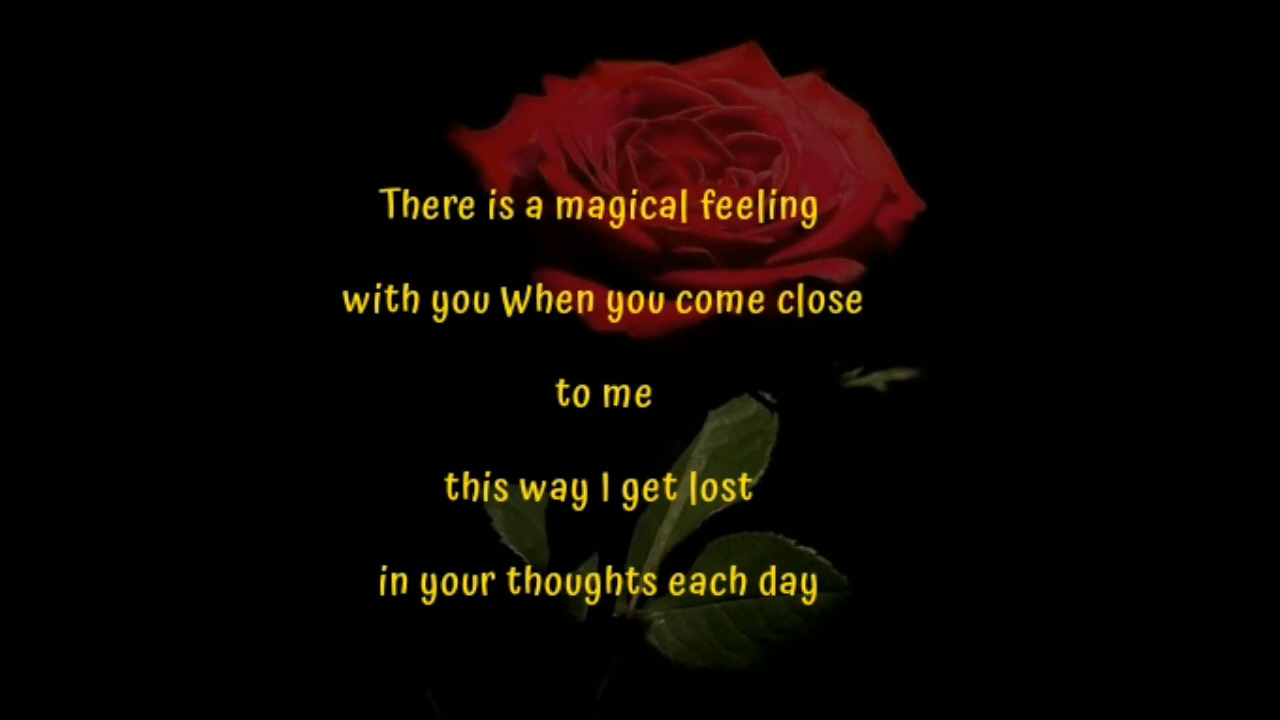 There is a magical feeling
with you When you come close
to me
this way I get lost
in your thoughts each day